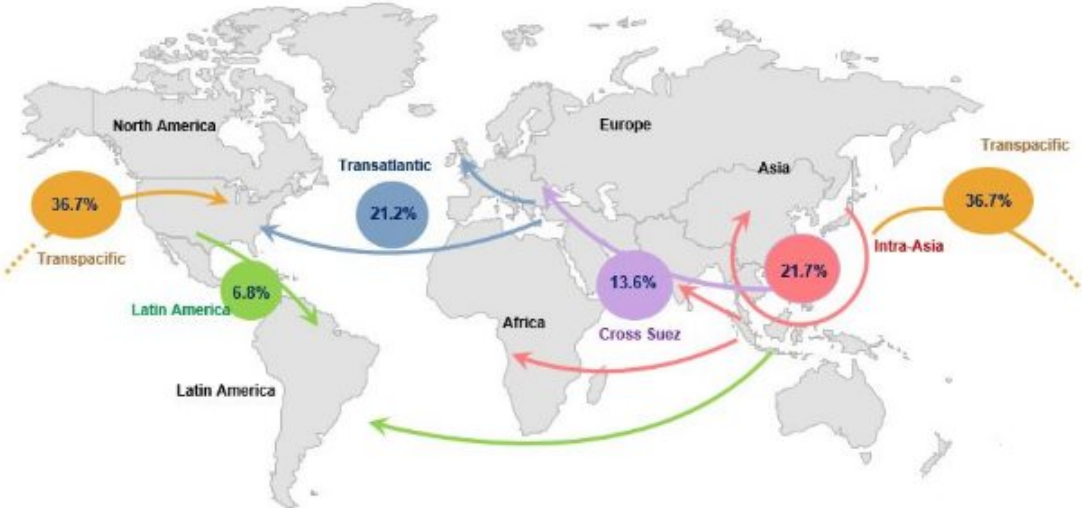 North America
Europe
Transpacific
Transatlantic
Asia
36.7%
21.2%
36.7%
Transpacific
Intra-Asia
6.8%
13.6%
21.7%
Latin America
Africa
Cross Suez
Latin America